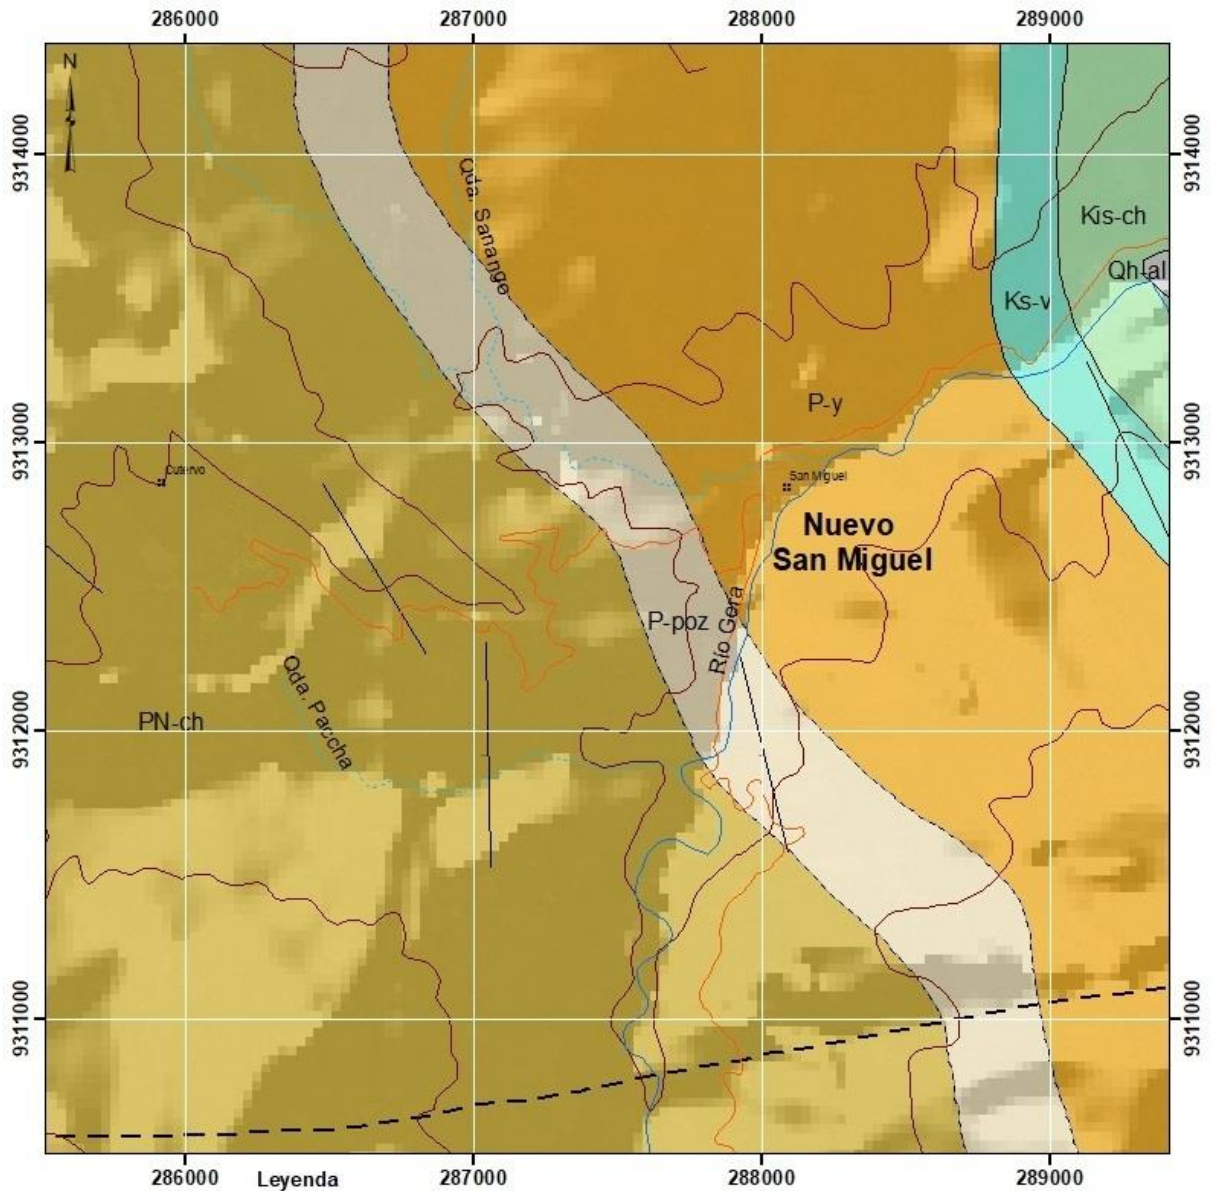 286000 287000 288000 289000
N
9314000 9314000
Qda. Sanango
Kis-ch
Qh-al
Ks-v
P-y
9313000 9313000
Cutervo
San Miguel
Nuevo
San Miguel
P-poz
Río Gera
Qda. Paccha
PN-ch
9312000 9312000
9311000 9311000
286000 Leyenda 287000 288000 289000